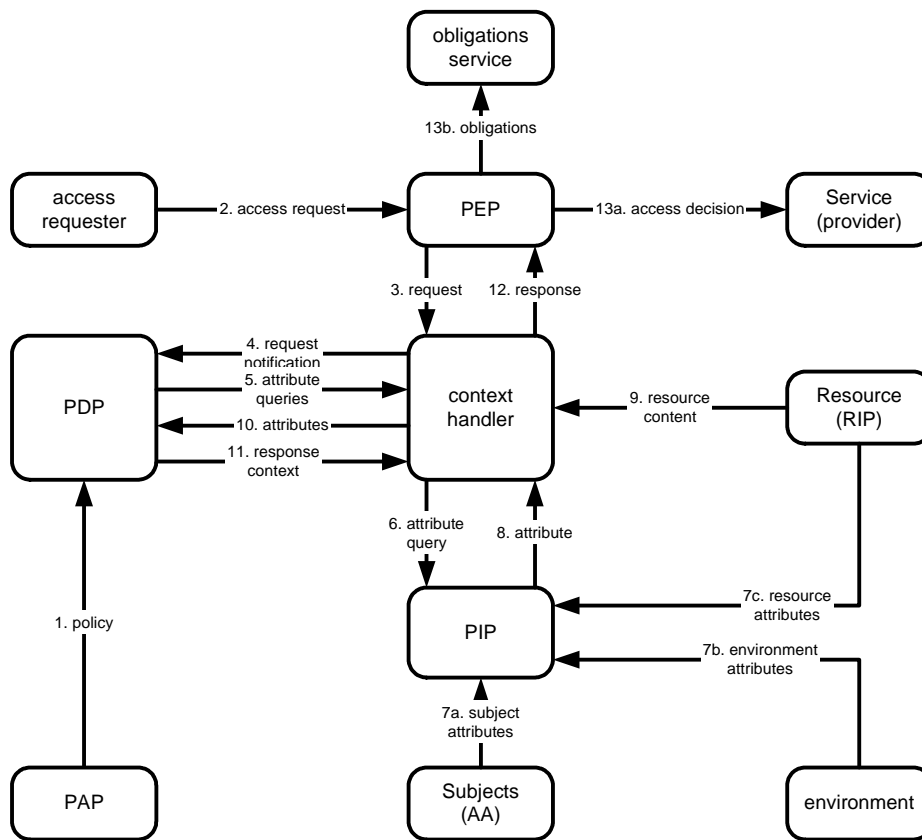 obligations
service
13b. obligations
access
requester
2. access request
PEP
13a. access decision
Service
(provider)
3. request
12. response
PDP
4. request
notification
5. attribute
queries
10. attributes
11. response
context
context
handler
9. resource
content
Resource
(RIP)
6. attribute
query
8. attribute
1. policy
PIP
7c. resource
attributes
7b. environment
attributes
7a. subject
attributes
PAP
Subjects
(AA)
environment